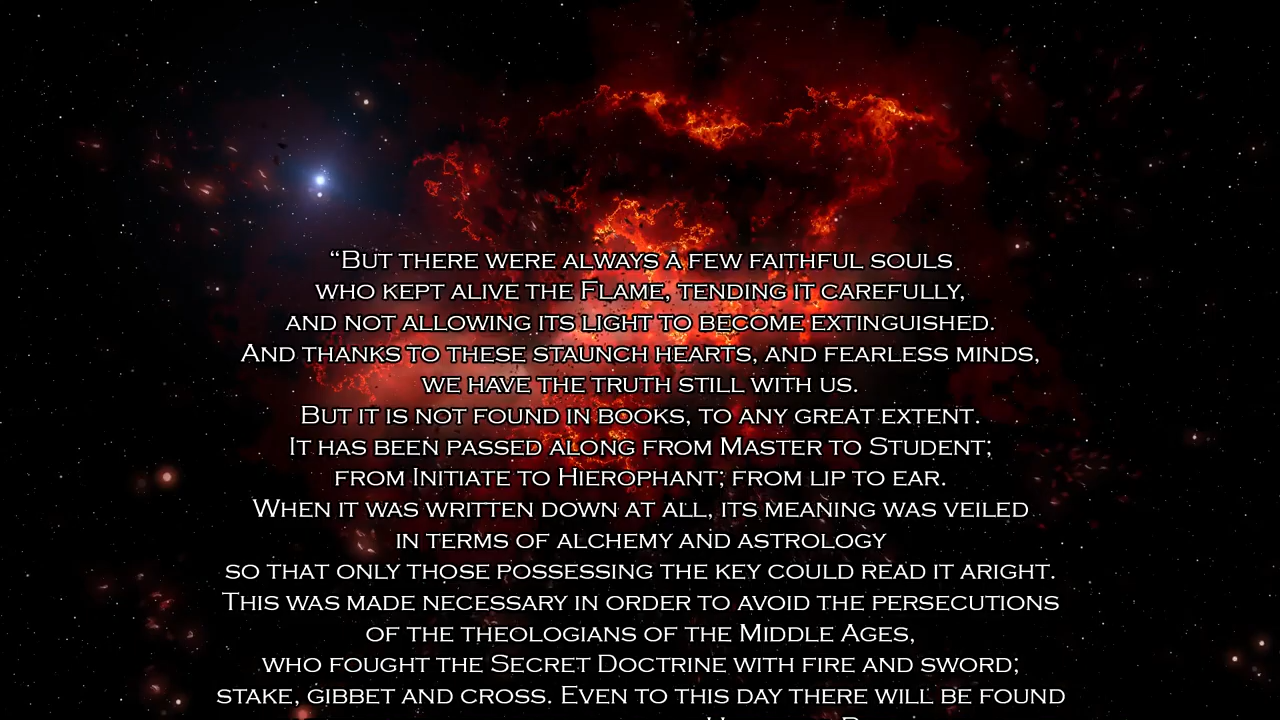 “But there were always a few faithful souls
who kept alive the Flame, tending it carefully,
and not allowing its light to become extinguished.
And thanks to these staunch hearts, and fearless minds,
we have the truth still with us.
But it is not found in books, to any great extent.
It has been passed along from Master to Student;
from Initiate to Hierophant; from lip to ear.
When it was written down at all, its meaning was veiled
in terms of alchemy and astrology
so that only those possessing the key could read it aright.
This was made necessary in order to avoid the persecutions
of the theologians of the Middle Ages,
who fought the Secret Doctrine with fire and sword;
stake, gibbet and cross. Even to this day there will be found